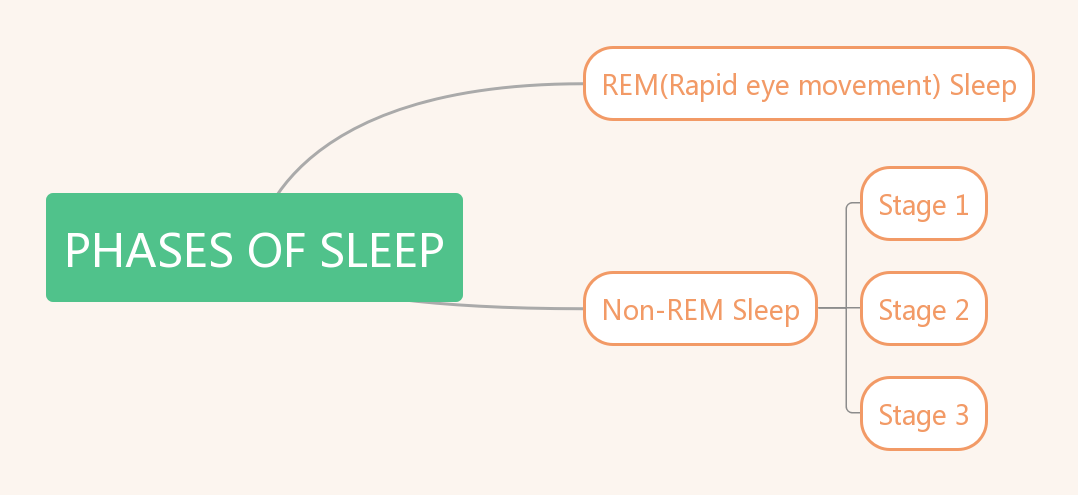 PHASES OF SLEEP
REM(Rapid eye movement) Sleep
Non-REM Sleep
Stage 1
Stage 2
Stage 3